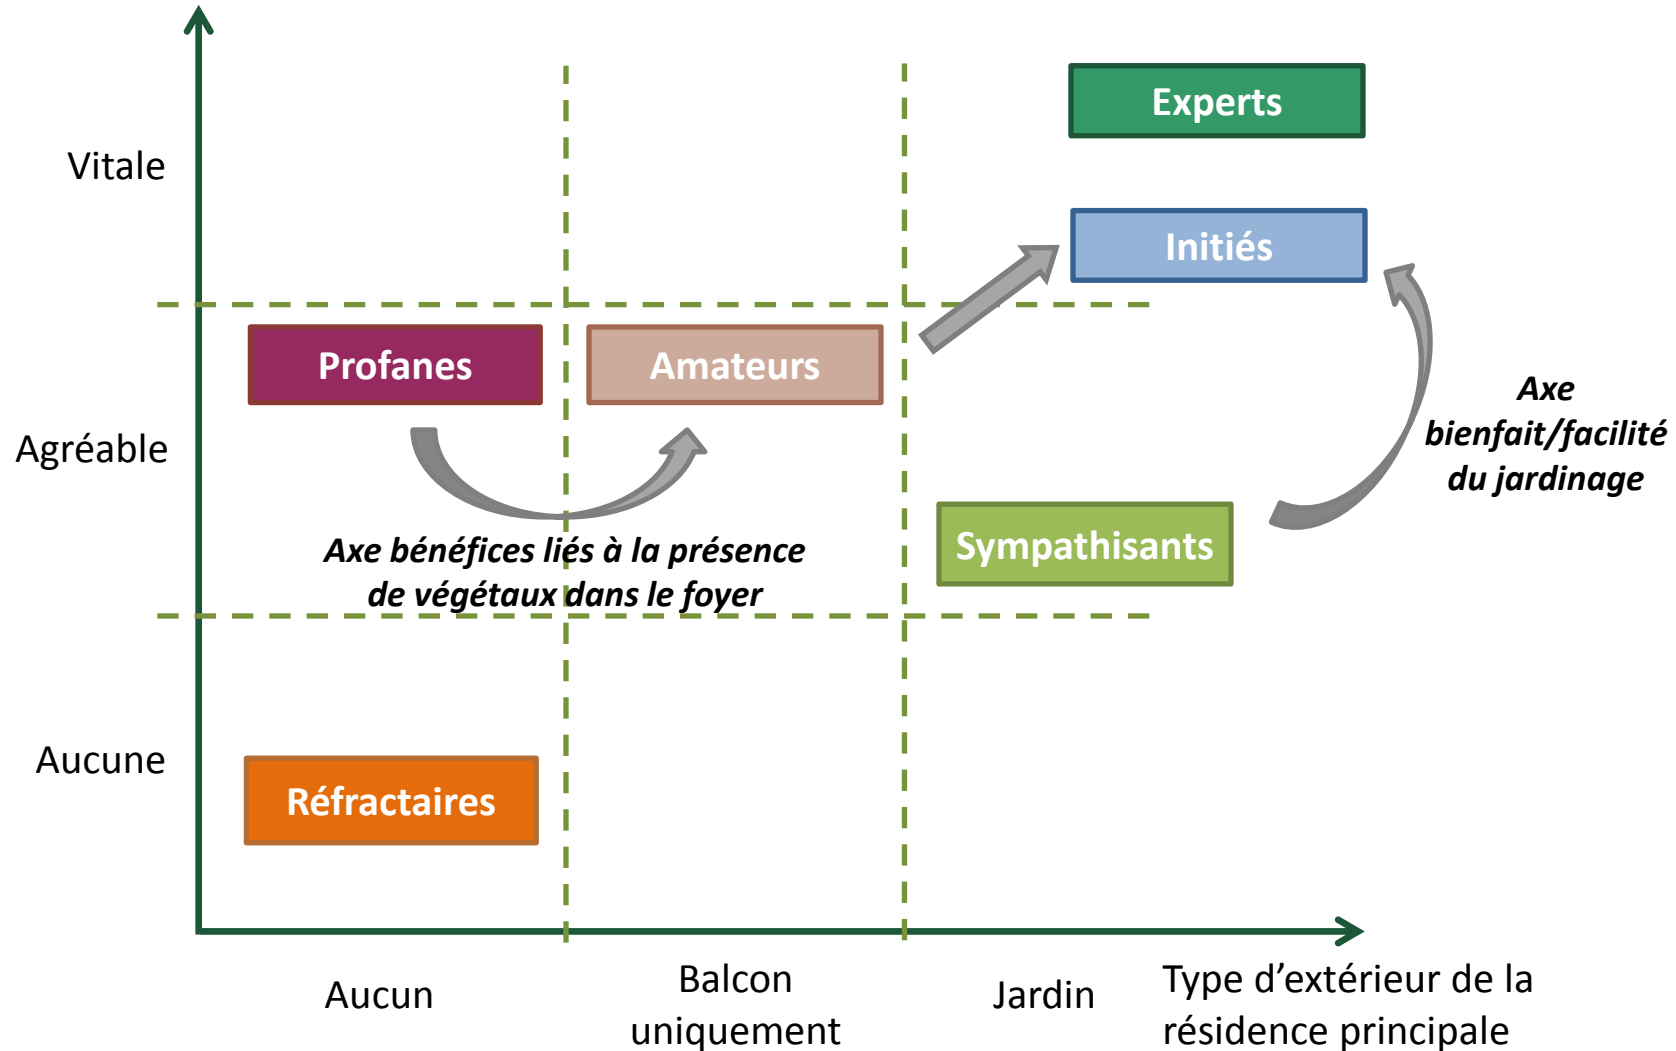 Experts
Vitale
Initiés
Profanes
Amateurs
Axe
bienfait/facilité
du jardinage
Agréable
Sympathisants
Axe bénéfices liés à la présence
de végétaux dans le foyer
Aucune
Réfractaires
Aucun
Balcon
uniquement
Jardin
Type d’extérieur de la
résidence principale